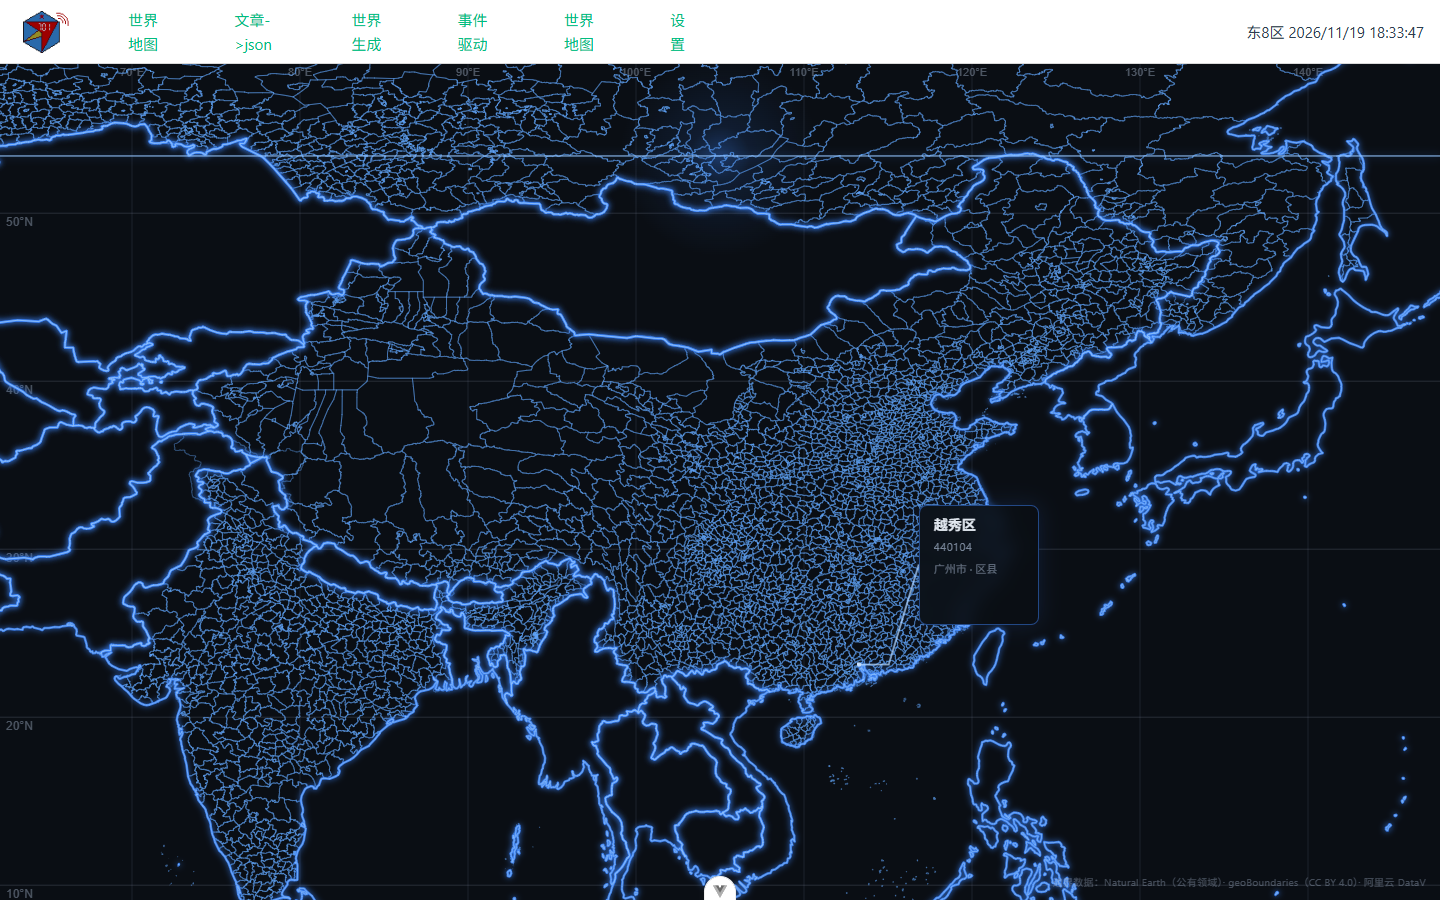 世界
地图
文章-
>json
世界
生成
事件
驱动
世界
地图
设
置
东8区 2026/11/19 18:33:47
70°E
80°E
90°E
100°E
110°E
120°E
130°E
140°E
50°N
40°N
30°N
20°N
10°N
越秀区
440104
广州市 · 区县
数据：Natural Earth（公有领域）· geoBoundaries（CC BY 4.0）· 阿里云 DataV